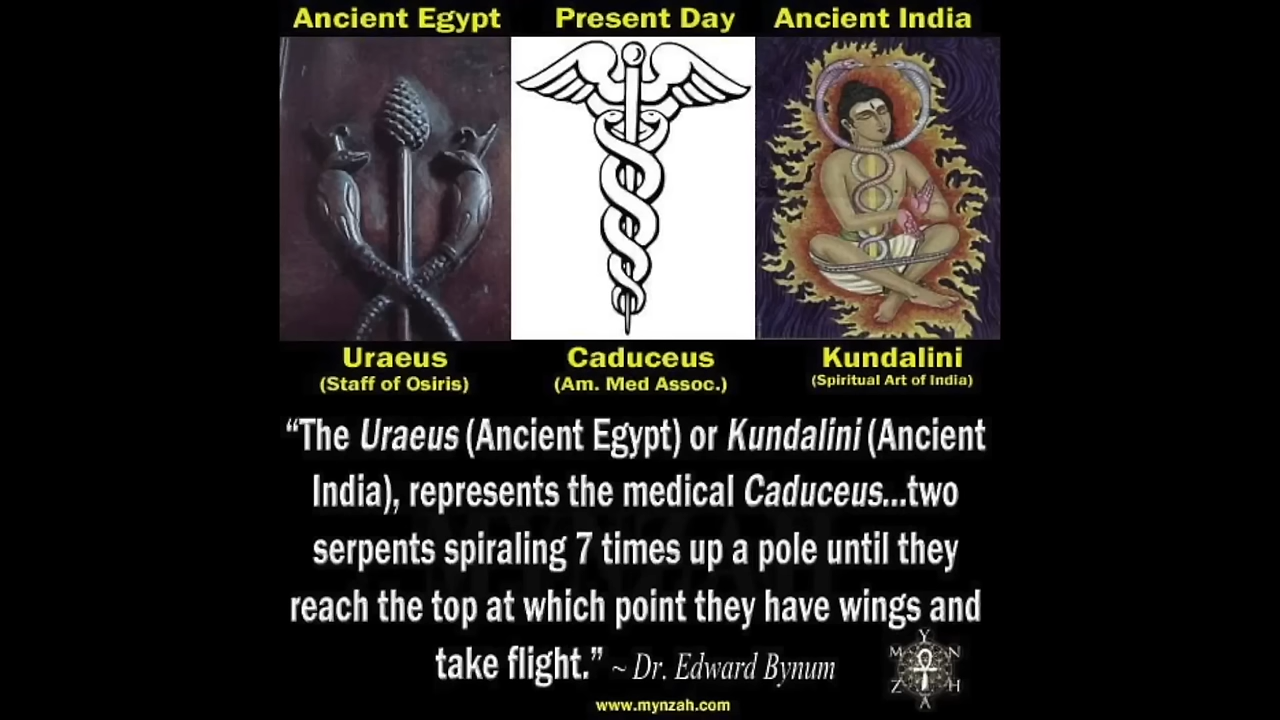 Ancient Egypt
Present Day
Ancient India
Uraeus
(Staff of Osiris)
Caduceus
(Am. Med Assoc.)
Kundalini
(Spiritual Art of India)
“The Uraeus (Ancient Egypt) or Kundalini (Ancient
India), represents the medical Caduceus...two
serpents spiraling 7 times up a pole until they
reach the top at which point they have wings and
take flight.” ~ Dr. Edward Bynum
MYNZAH
www.mynzah.com